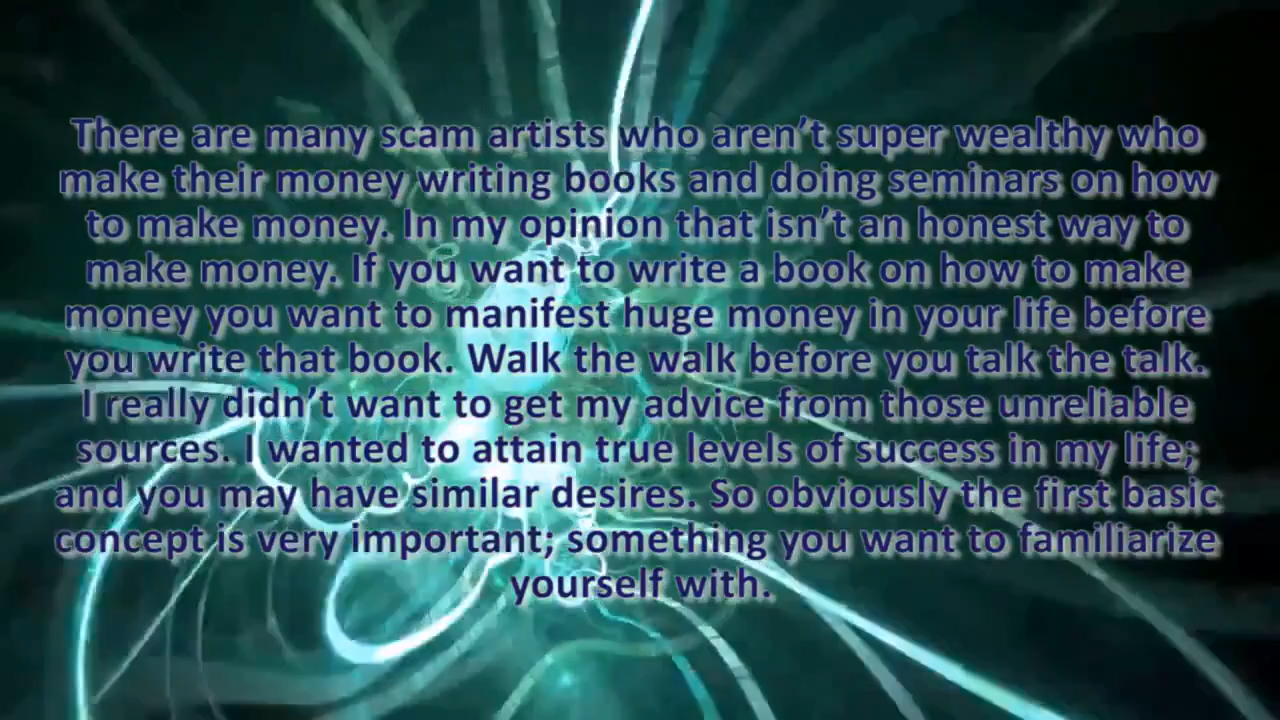 There are many scam artists who aren’t super wealthy who
make their money writing books and doing seminars on how
to make money. In my opinion that isn’t an honest way to
make money. If you want to write a book on how to make
money you want to manifest huge money in your life before
you write that book. Walk the walk before you talk the talk.
I really didn’t want to get my advice from those unreliable
sources. I wanted to attain true levels of success in my life;
and you may have similar desires. So obviously the first basic
concept is very important; something you want to familiarize
yourself with.